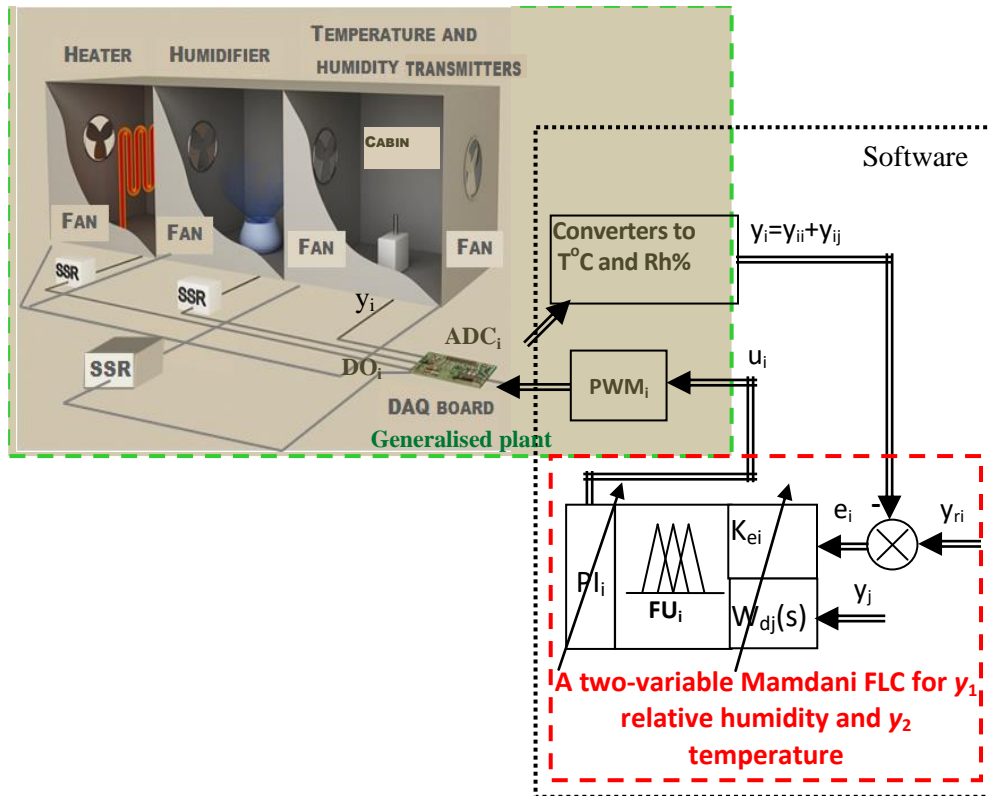 HEATER
HUMIDIFIER
TEMPERATURE AND
HUMIDITY TRANSMITTERS
CABIN
FAN
FAN
FAN
FAN
SSR
SSR
SSR
yi
ADCi
DOi
DAQ BOARD
Generalised plant
Software
Converters to
T°C and Rh%
yi=yii+yij
PWMi
ui
PIi
FUi
Kei
Wdj(s)
ei
-
yri
yj
A two-variable Mamdani FLC for y1
relative humidity and y2
temperature